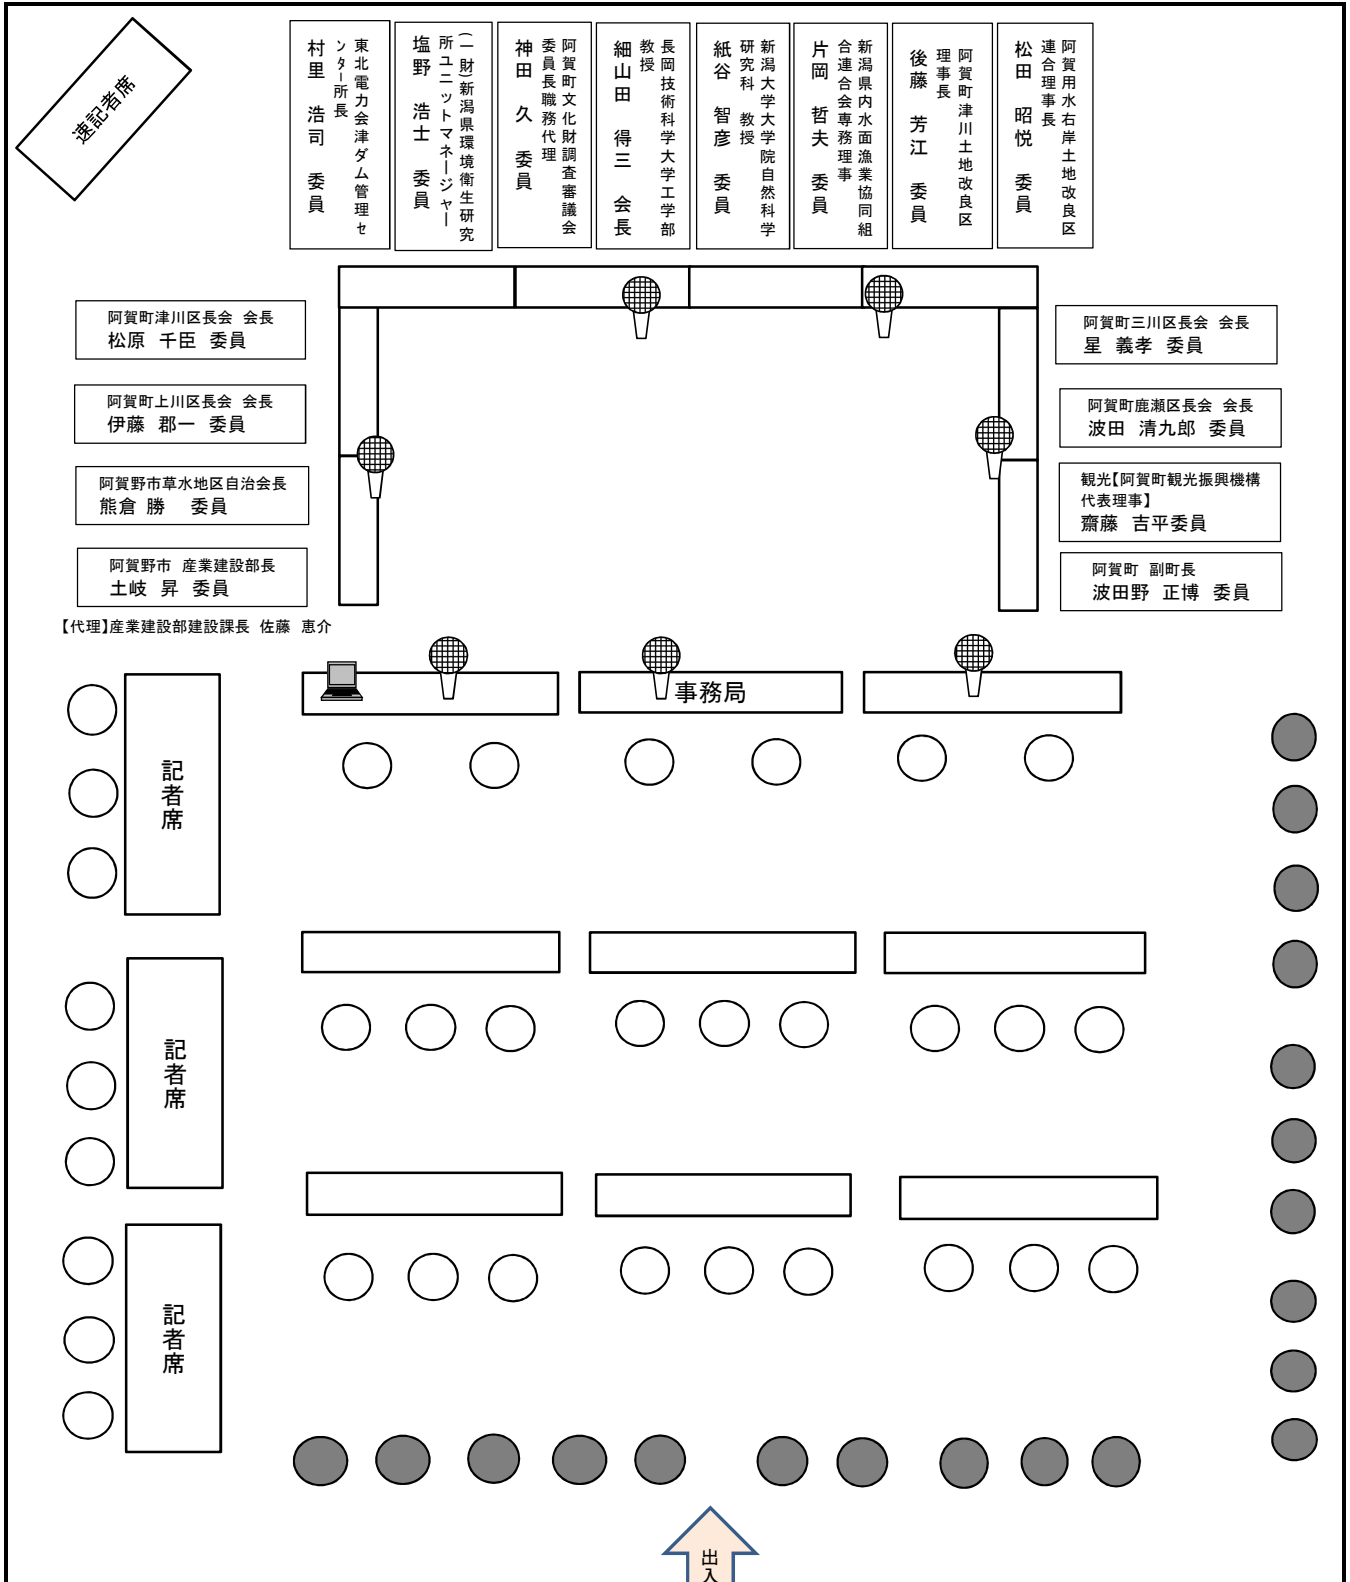 速記者席
東北電力会津ダム管理セ
ンター所長
村里　浩司　委員
(一財)新潟県環境衛生研究
所ユニットマネージャー
塩野　浩士　委員
阿賀町文化財調査審議会
委員長職務代理
神田　久　委員
長岡技術科学大学工学部
教授
細山田　得三　会長
新潟大学大学院自然科学
研究科　教授
紙谷　智彦　委員
新潟県内水面漁業協同組
合連合会専務理事
片岡　哲夫　委員
阿賀町津川土地改良区
理事長
後藤　芳江　委員
阿賀用水右岸土地改良区
連合理事長
松田　昭悦　委員
阿賀町津川区長会 会長
松原 千臣 委員
阿賀町上川区長会 会長
伊藤 郡一 委員
阿賀野市草水地区自治会長
熊倉 勝　委員
阿賀野市 産業建設部長
土岐 昇 委員
【代理】産業建設部建設課長 佐藤 恵介
阿賀町三川区長会 会長
星 義孝 委員
阿賀町鹿瀬区長会 会長
波田 清九郎 委員
観光【阿賀町観光振興機構
代表理事】
齋藤 吉平委員
阿賀町 副町長
波田野 正博 委員
事務局
記者席
記者席
記者席
出入